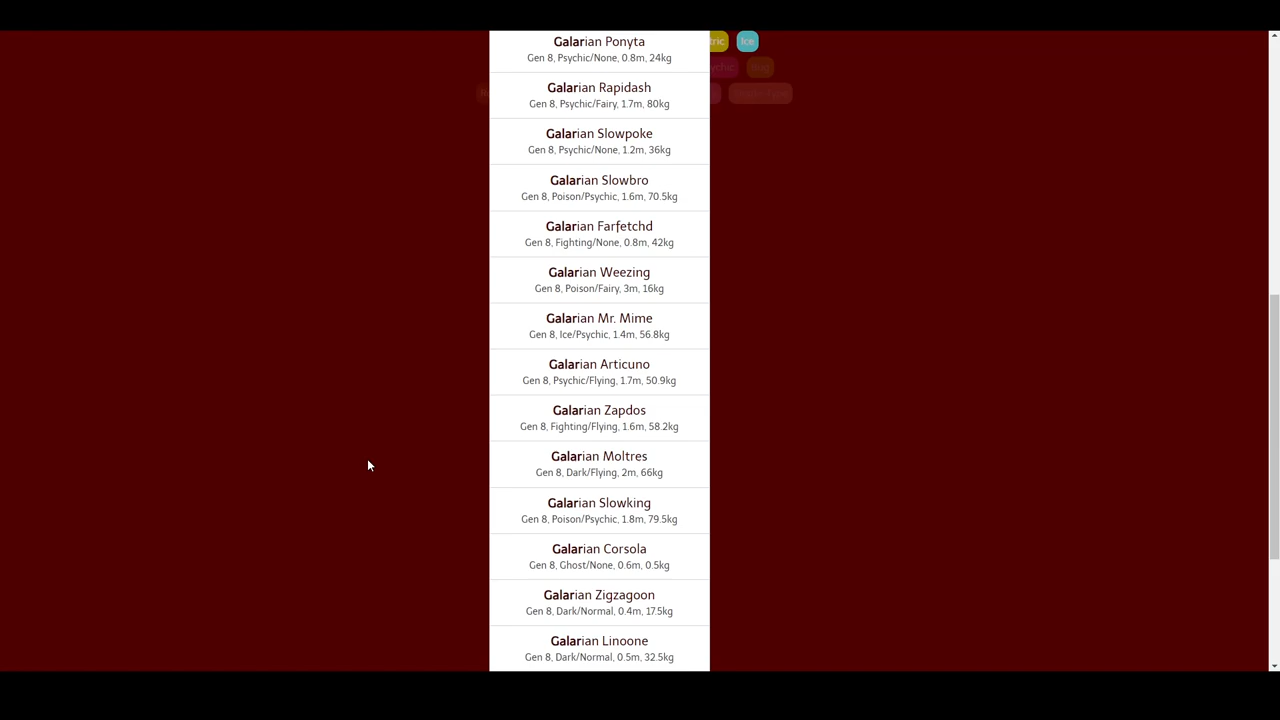 Galarian Ponyta
Gen 8, Psychic/None, 0.8m, 24kg
Galarian Rapidash
Gen 8, Psychic/Fairy, 1.7m, 80kg
Galarian Slowpoke
Gen 8, Psychic/None, 1.2m, 36kg
Galarian Slowbro
Gen 8, Poison/Psychic, 1.6m, 70.5kg
Galarian Farfetchd
Gen 8, Fighting/None, 0.8m, 42kg
Galarian Weezing
Gen 8, Poison/Fairy, 3m, 16kg
Galarian Mr. Mime
Gen 8, Ice/Psychic, 1.4m, 56.8kg
Galarian Articuno
Gen 8, Psychic/Flying, 1.7m, 50.9kg
Galarian Zapdos
Gen 8, Fighting/Flying, 1.6m, 58.2kg
Galarian Moltres
Gen 8, Dark/Flying, 2m, 66kg
Galarian Slowking
Gen 8, Poison/Psychic, 1.8m, 79.5kg
Galarian Corsola
Gen 8, Ghost/None, 0.6m, 0.5kg
Galarian Zigzagoon
Gen 8, Dark/Normal, 0.4m, 17.5kg
Galarian Linoone
Gen 8, Dark/Normal, 0.5m, 32.5kg
tric Ice
ychic Bug